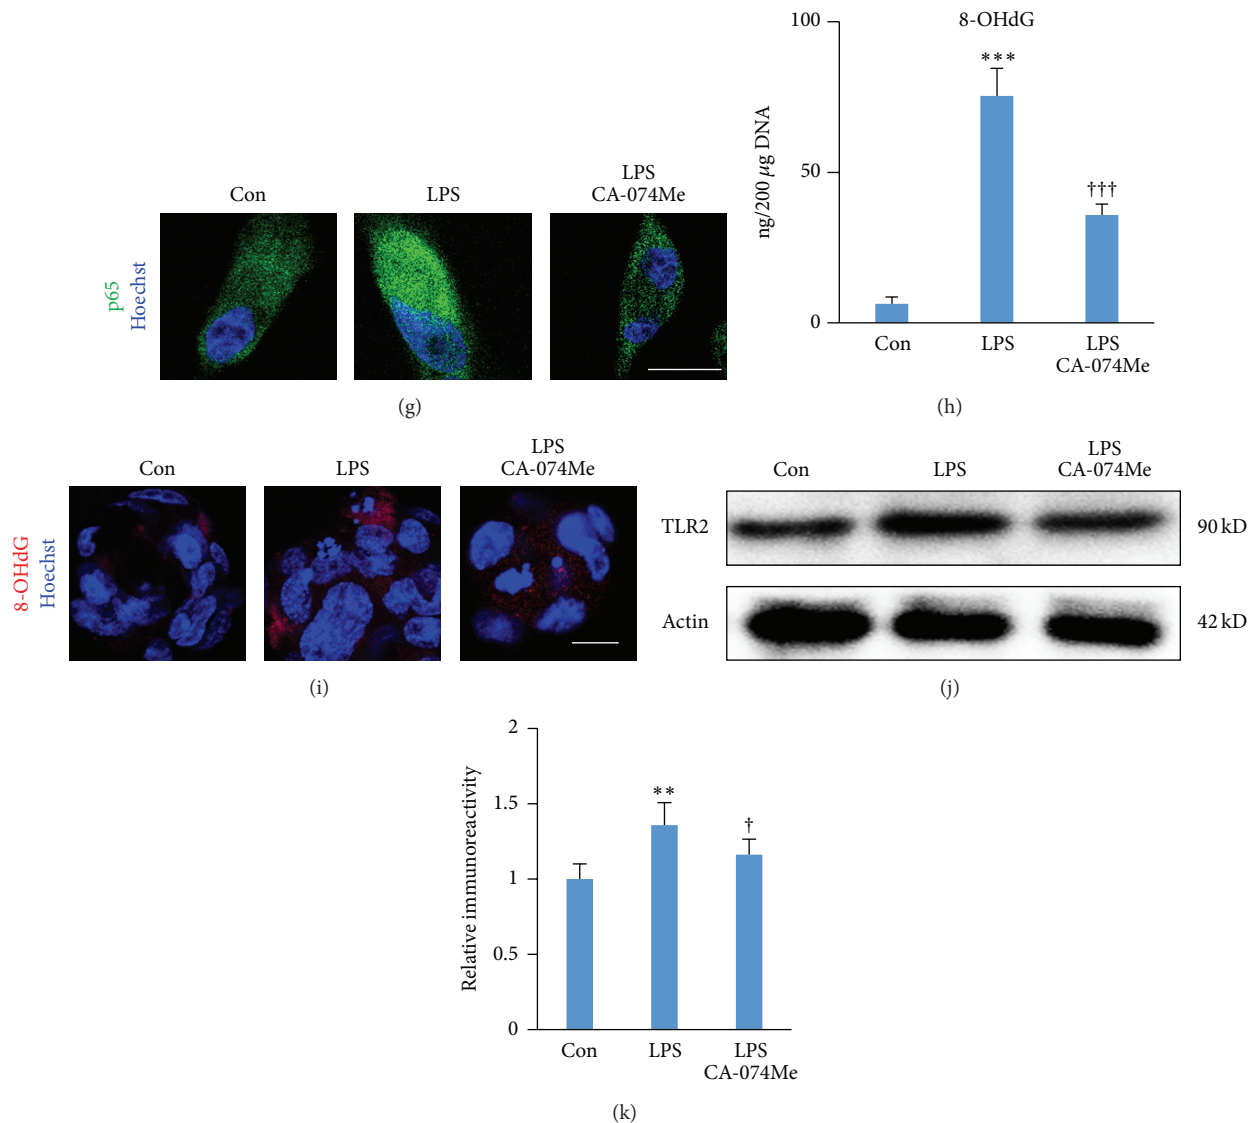 Con
LPS
LPS
CA-074Me
p65
Hoechst
(g)
8-OHdG
100
50
0
ng/200 μg DNA
***
†††
Con
LPS
LPS
CA-074Me
(h)
Con
LPS
LPS
CA-074Me
8-OHdG
Hoechst
(i)
Con
LPS
LPS
CA-074Me
TLR2
90 kD
Actin
42 kD
(j)
2
1.5
1
0.5
0
Relative immunoreactivity
**
†
Con
LPS
LPS
CA-074Me
(k)